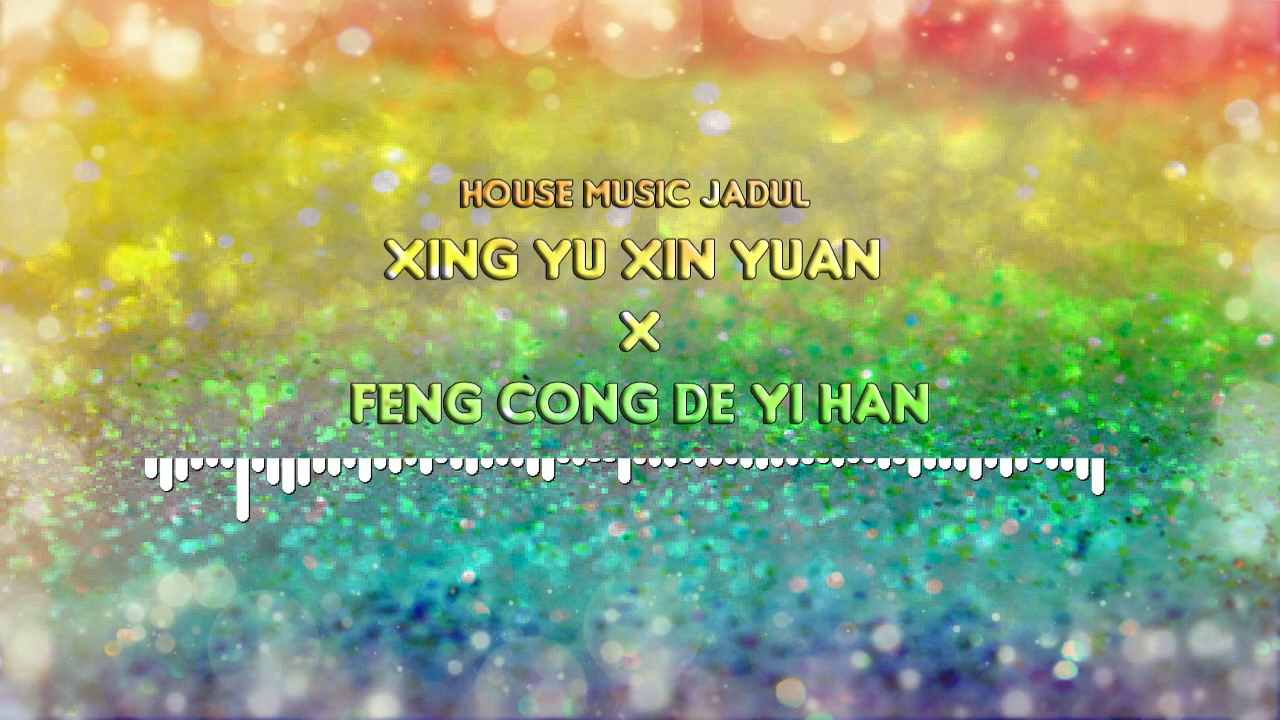 HOUSE MUSIC JADUL
XING YU XIN YUAN
X
FENG CONG DE YI HAN